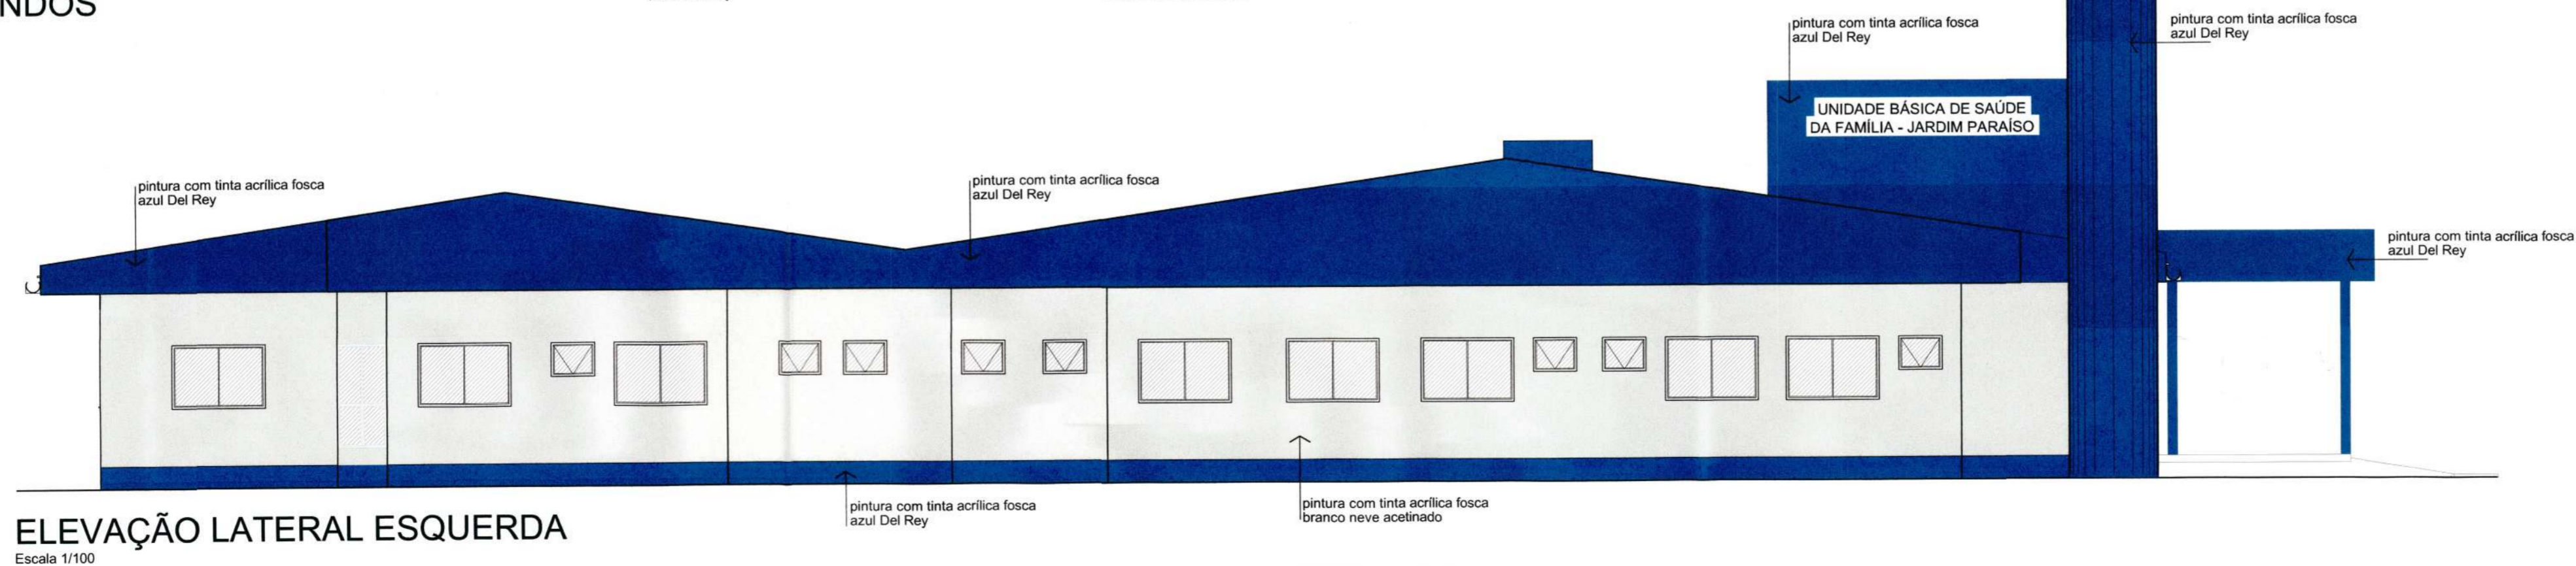 NDOS
pintura com tinta acrílica fosca
azul Del Rey
pintura com tinta acrílica fosca
azul Del Rey
UNIDADE BÁSICA DE SAÚDE
DA FAMÍLIA - JARDIM PARAÍSO
pintura com tinta acrílica fosca
azul Del Rey
pintura com tinta acrílica fosca
azul Del Rey
pintura com tinta acrílica fosca
azul Del Rey
pintura com tinta acrílica fosca
azul Del Rey
pintura com tinta acrílica fosca
branco neve acetinado
ELEVAÇÃO LATERAL ESQUERDA
Escala 1/100